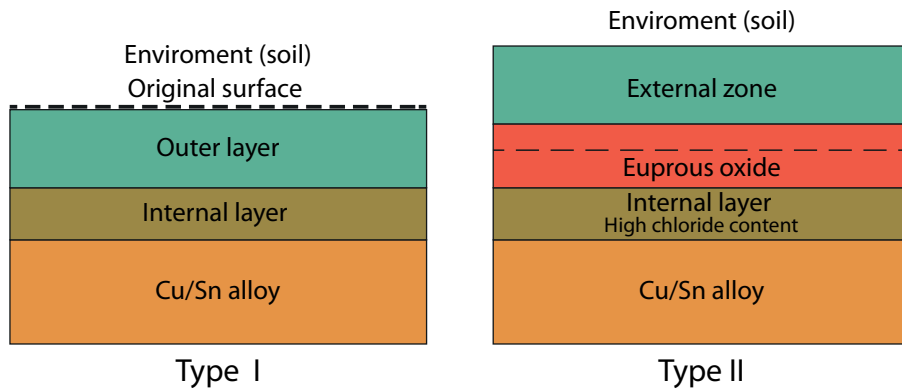 Enviroment (soil)
Original surface
Outer layer
Internal layer
Cu/Sn alloy
Type I
Enviroment (soil)
External zone
Euprous oxide
Internal layer
High chloride content
Cu/Sn alloy
Type II